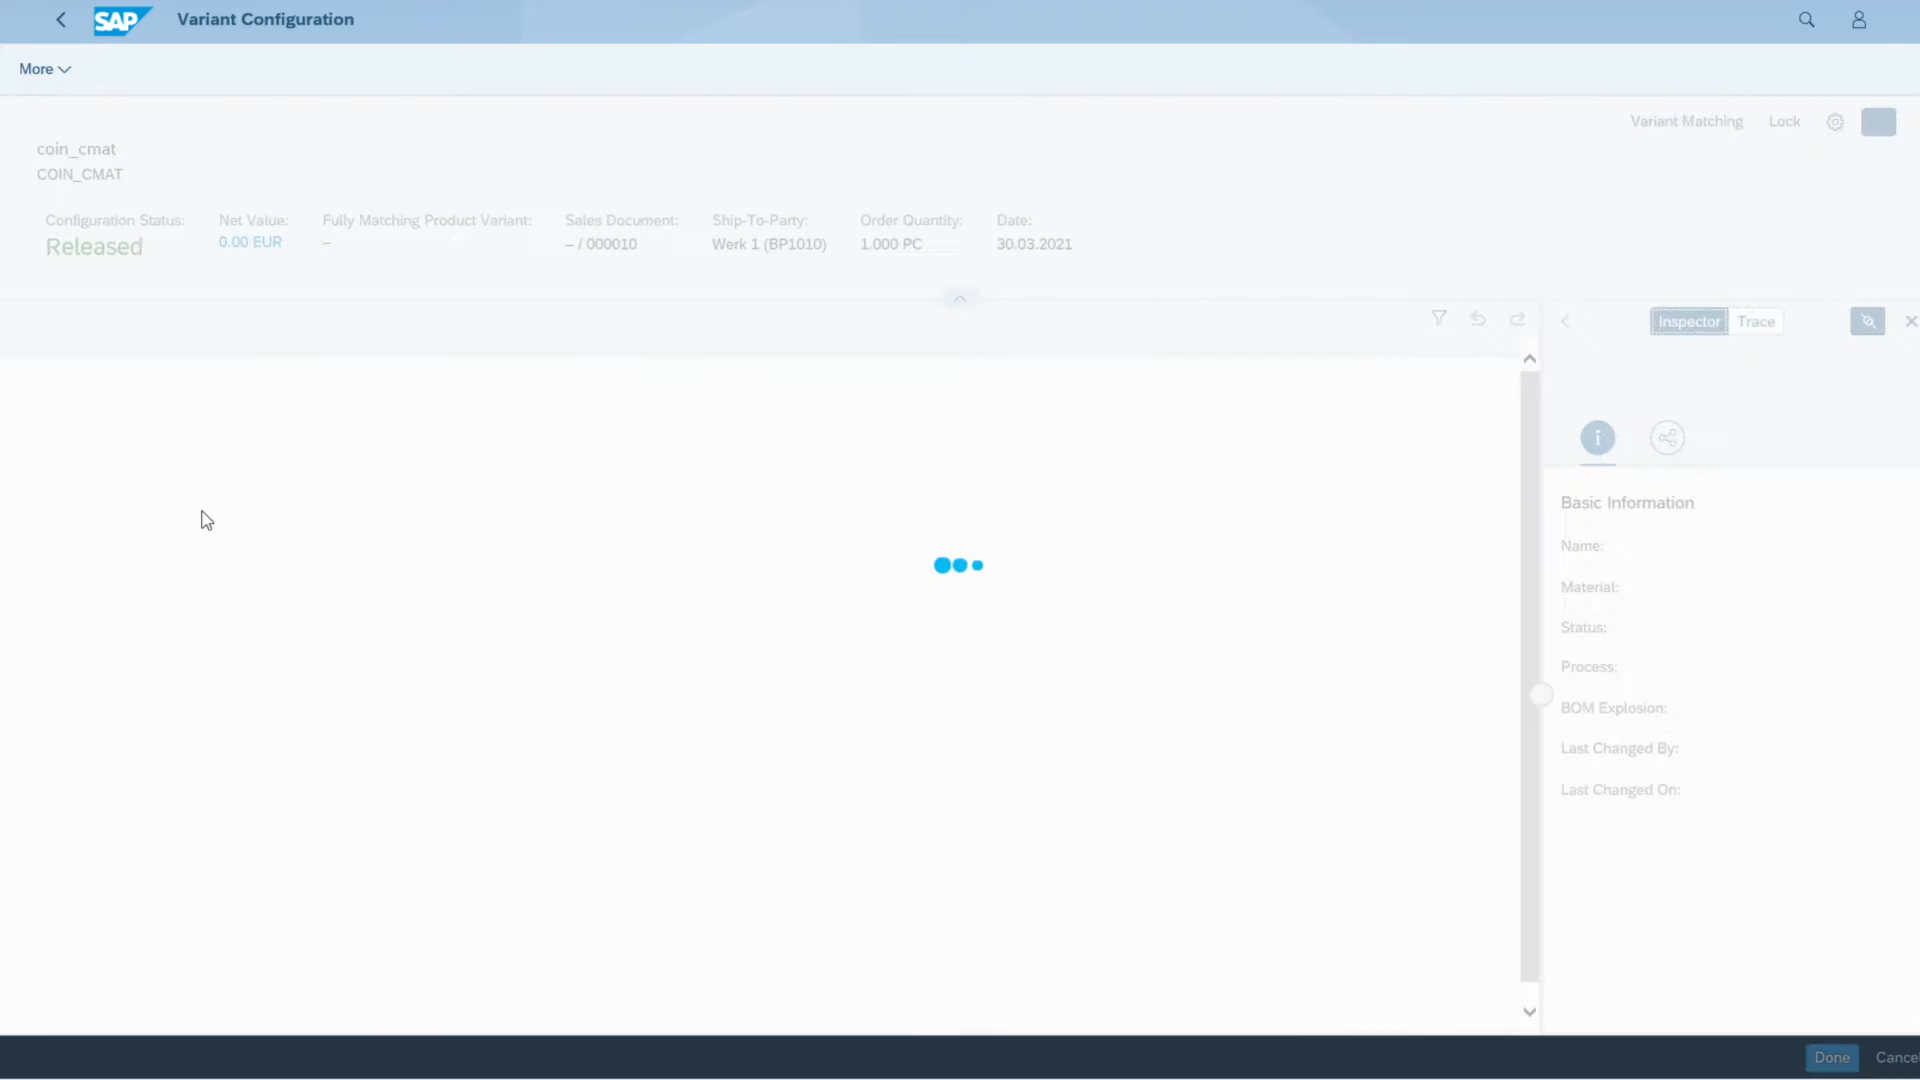 SAP Variant Configuration
More
Variant Matching Lock
coin_cmat
COIN_CMAT
Configuration Status: Net Value: Fully Matching Product Variant: Sales Document: Ship-To-Party: Order Quantity: Date:
Released 0.00 EUR – – / 000010 Werk 1 (BP1010) 1.000 PC 30.03.2021
Inspector Trace
Basic Information
Name:
Material:
Status:
Process:
BOM Explosion:
Last Changed By:
Last Changed On:
Done Cancel